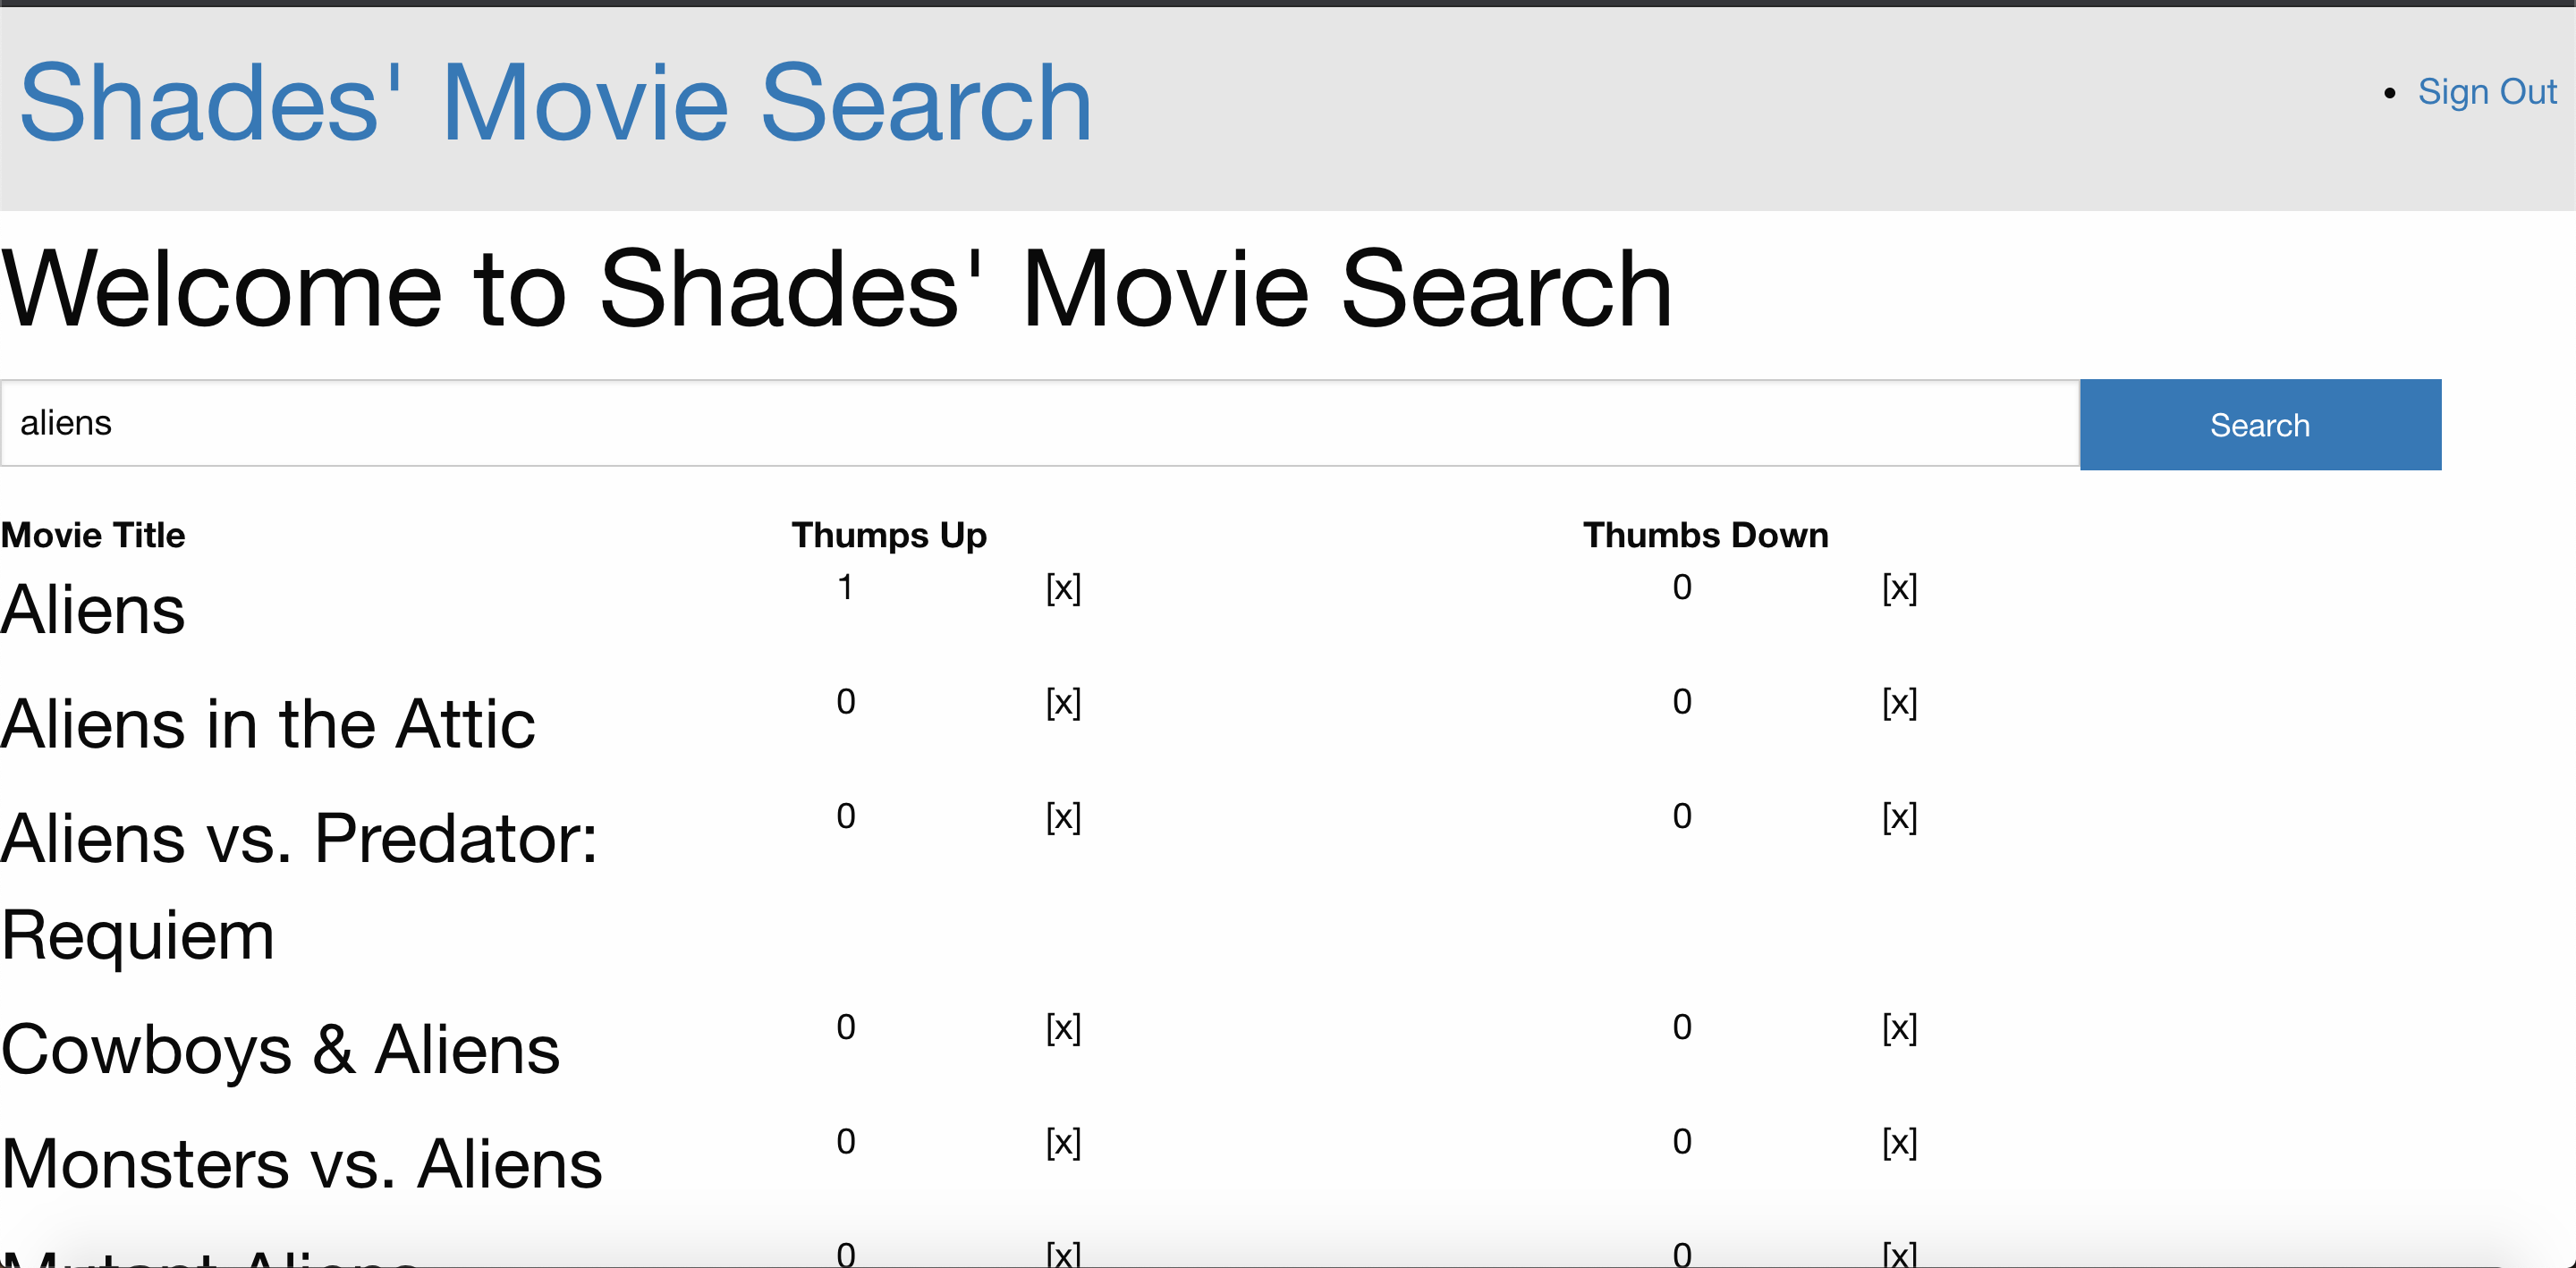 Shades' Movie Search
• Sign Out
Welcome to Shades' Movie Search
aliens Search
Movie Title Thumps Up Thumbs Down
Aliens 1 [x] 0 [x]
Aliens in the Attic 0 [x] 0 [x]
Aliens vs. Predator: 0 [x] 0 [x]
Requiem
Cowboys & Aliens 0 [x] 0 [x]
Monsters vs. Aliens 0 [x] 0 [x]
Mutant Aliens 0 [x] 0 [x]